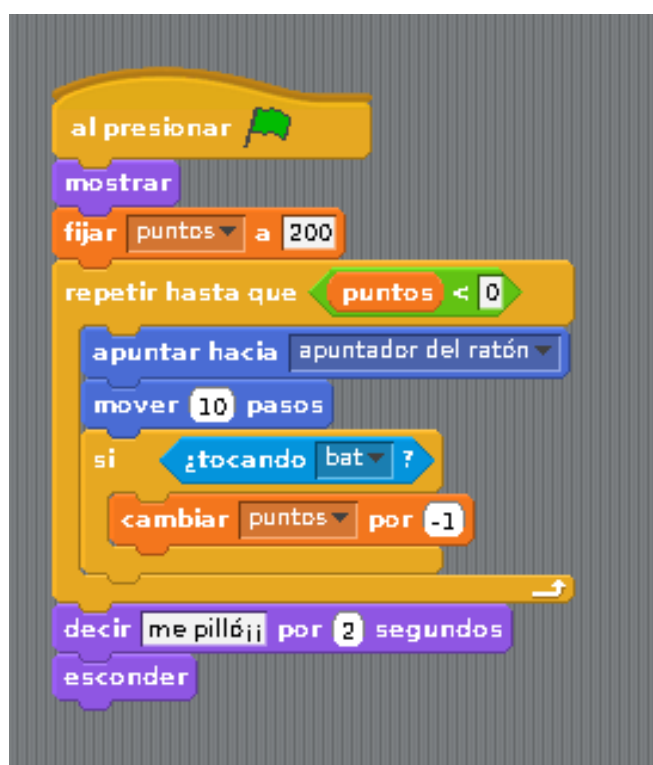 al presionar
mostrar
fijar puntos a 200
repetir hasta que puntos < 0
apuntar hacia apuntador del ratón
mover 10 pasos
si ¿tocando bat ?
cambiar puntos por -1
decir me pilló¡¡ por 2 segundos
esconder